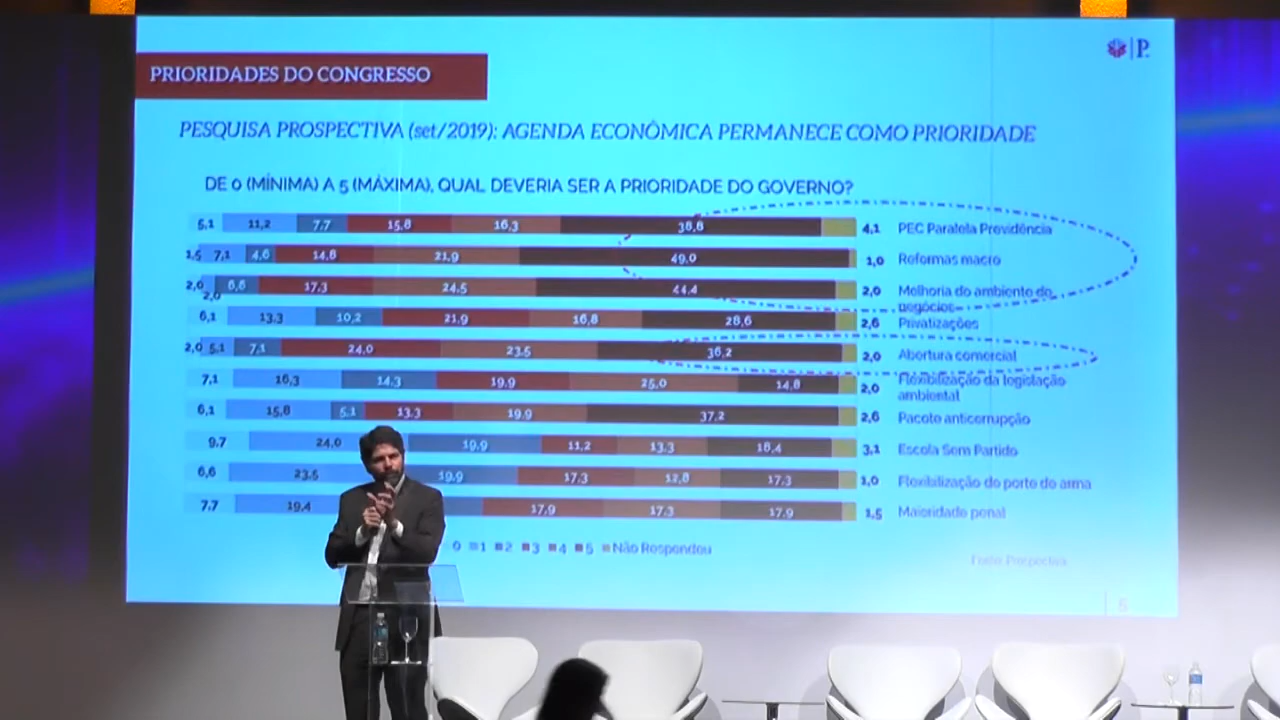 P.
PRIORIDADES DO CONGRESSO
PESQUISA PROSPECTIVA (set/2019): AGENDA ECONÔMICA PERMANECE COMO PRIORIDADE
DE 0 (MÍNIMA) A 5 (MÁXIMA), QUAL DEVERIA SER A PRIORIDADE DO GOVERNO?
5,1 11,2 7,7 15,8 16,3 38,8 4,1 PEC Paralela Previdência
1,5 7,1 4,6 14,8 21,9 49,0 1,0 Reformas macro
2,0 2,0 6,6 17,3 24,5 44,4 2,0 Melhoria do ambiente de
negócios
6,1 13,3 10,2 21,9 16,8 28,6 2,6 Privatizações
2,0 5,1 7,1 24,0 23,5 36,2 2,0 Abertura comercial
7,1 16,3 14,3 19,9 25,0 14,8 2,0 Flexibilização da legislação
ambiental
6,1 15,8 5,1 13,3 19,9 37,2 2,6 Pacote anticorrupção
9,7 24,0 19,9 11,2 13,3 18,4 3,1 Escola Sem Partido
6,6 23,5 19,9 17,3 12,8 17,3 1,0 Flexibilização do porte de arma
7,7 19,4 17,9 17,3 17,9 1,5 Maioridade penal
0 1 2 3 4 5 Não Respondeu
Fonte: Prospectiva